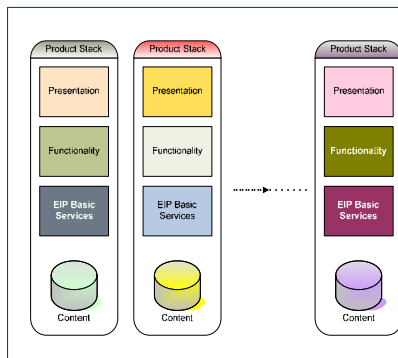 Product Stack
Presentation
Functionality
EIP Basic
Services
Content
Product Stack
Presentation
Functionality
EIP Basic
Services
Content
Product Stack
Presentation
Functionality
EIP Basic
Services
Content